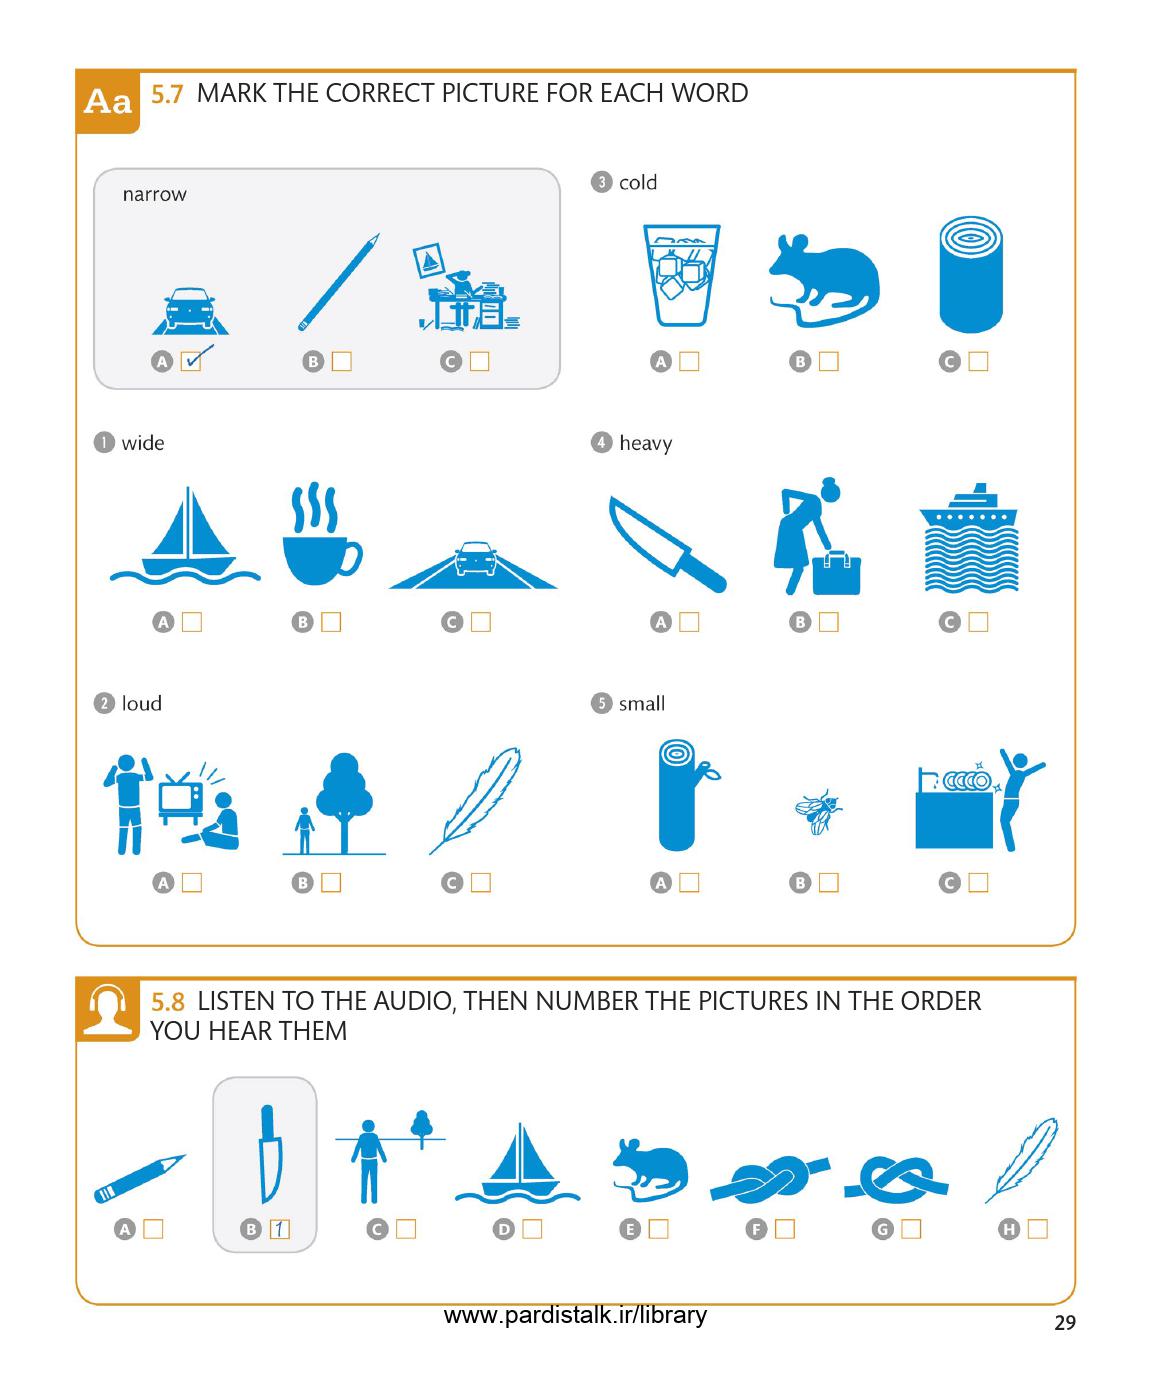 Aa 5.7 MARK THE CORRECT PICTURE FOR EACH WORD
narrow
A B C
1 wide
A B C
2 loud
A B C
3 cold
A B C
4 heavy
A B C
5 small
A B C
5.8 LISTEN TO THE AUDIO, THEN NUMBER THE PICTURES IN THE ORDER
YOU HEAR THEM
A B 1 C D E F G H
www.pardistalk.ir/library
29